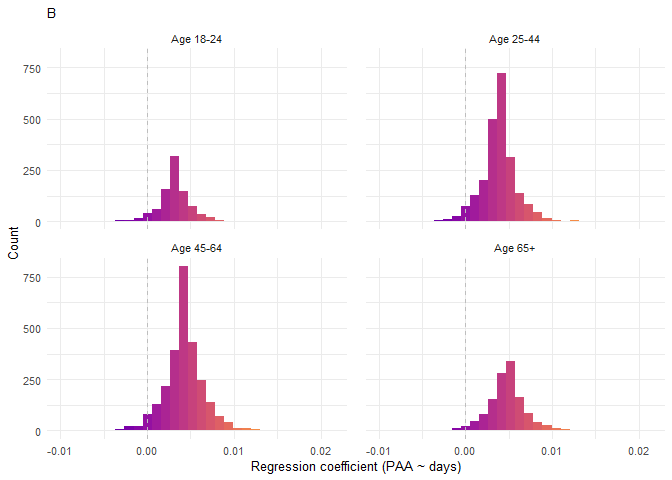 B
Age 18-24
Age 25-44
750
500
250
0
Age 45-64
Age 65+
750
500
250
0
Count
-0.01
0.00
0.01
0.02
-0.01
0.00
0.01
0.02
Regression coefficient (PAA ~ days)